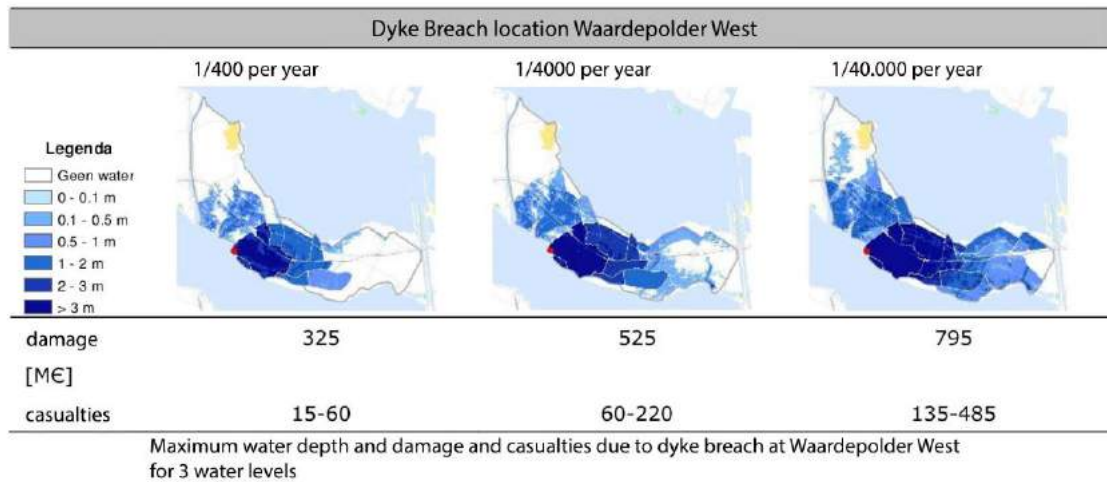 Dyke Breach location Waardepolder West
1/400 per year
1/4000 per year
1/40.000 per year
Legenda
Geen water
0 - 0.1 m
0.1 - 0.5 m
0.5 - 1 m
1 - 2 m
2 - 3 m
> 3 m
damage 325 525 795
[M€]
casualties 15-60 60-220 135-485
Maximum water depth and damage and casualties due to dyke breach at Waardepolder West
for 3 water levels